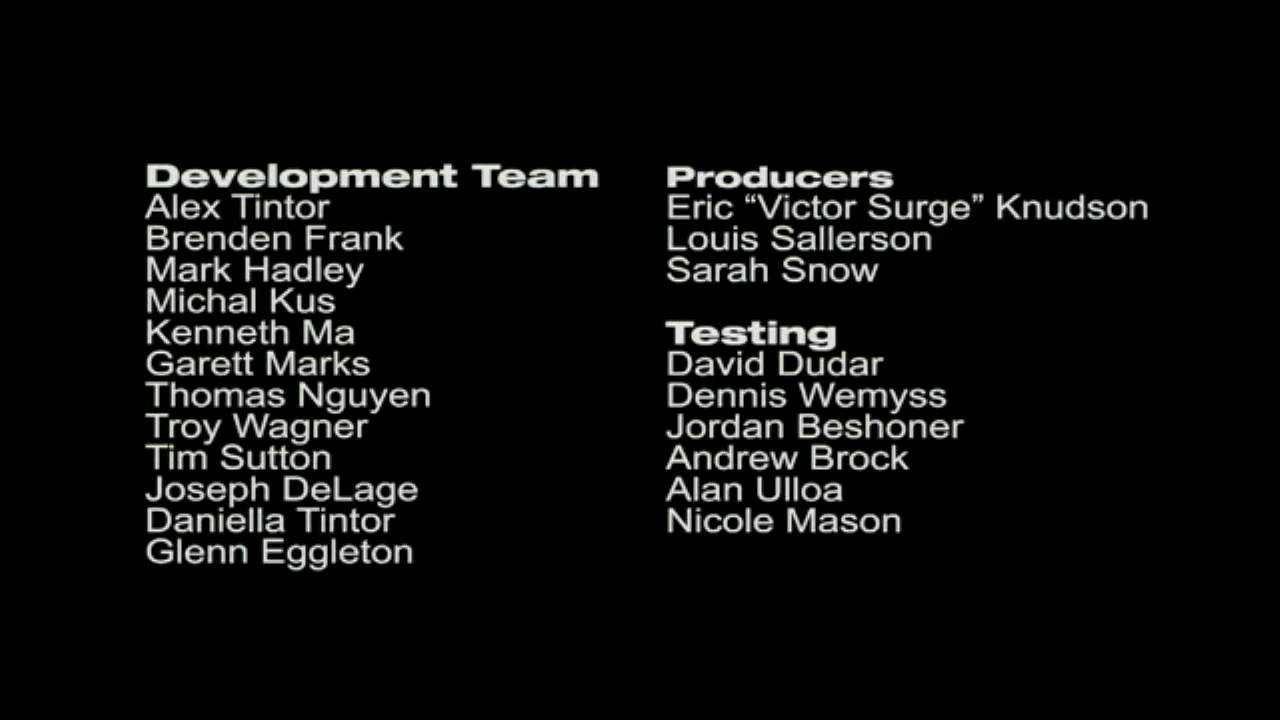 Development Team
Alex Tintor
Brenden Frank
Mark Hadley
Michal Kus
Kenneth Ma
Garett Marks
Thomas Nguyen
Troy Wagner
Tim Sutton
Joseph DeLage
Daniella Tintor
Glenn Eggleton
Producers
Eric “Victor Surge” Knudson
Louis Sallerson
Sarah Snow
Testing
David Dudar
Dennis Wemyss
Jordan Beshoner
Andrew Brock
Alan Ulloa
Nicole Mason